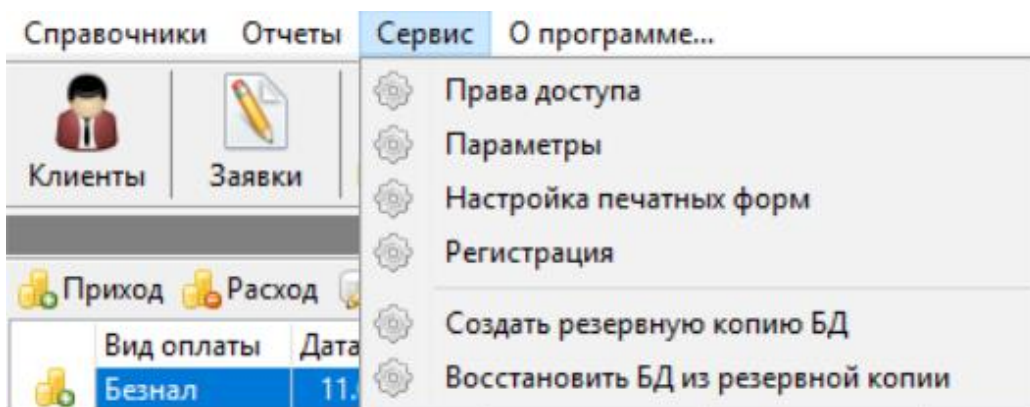 Справочники Отчеты Сервис О программе...
Права доступа
Параметры
Клиенты Заявки
Настройка печатных форм
Регистрация
Приход Расход
Создать резервную копию БД
Вид оплаты Дата
Безнал 11.
Восстановить БД из резервной копии